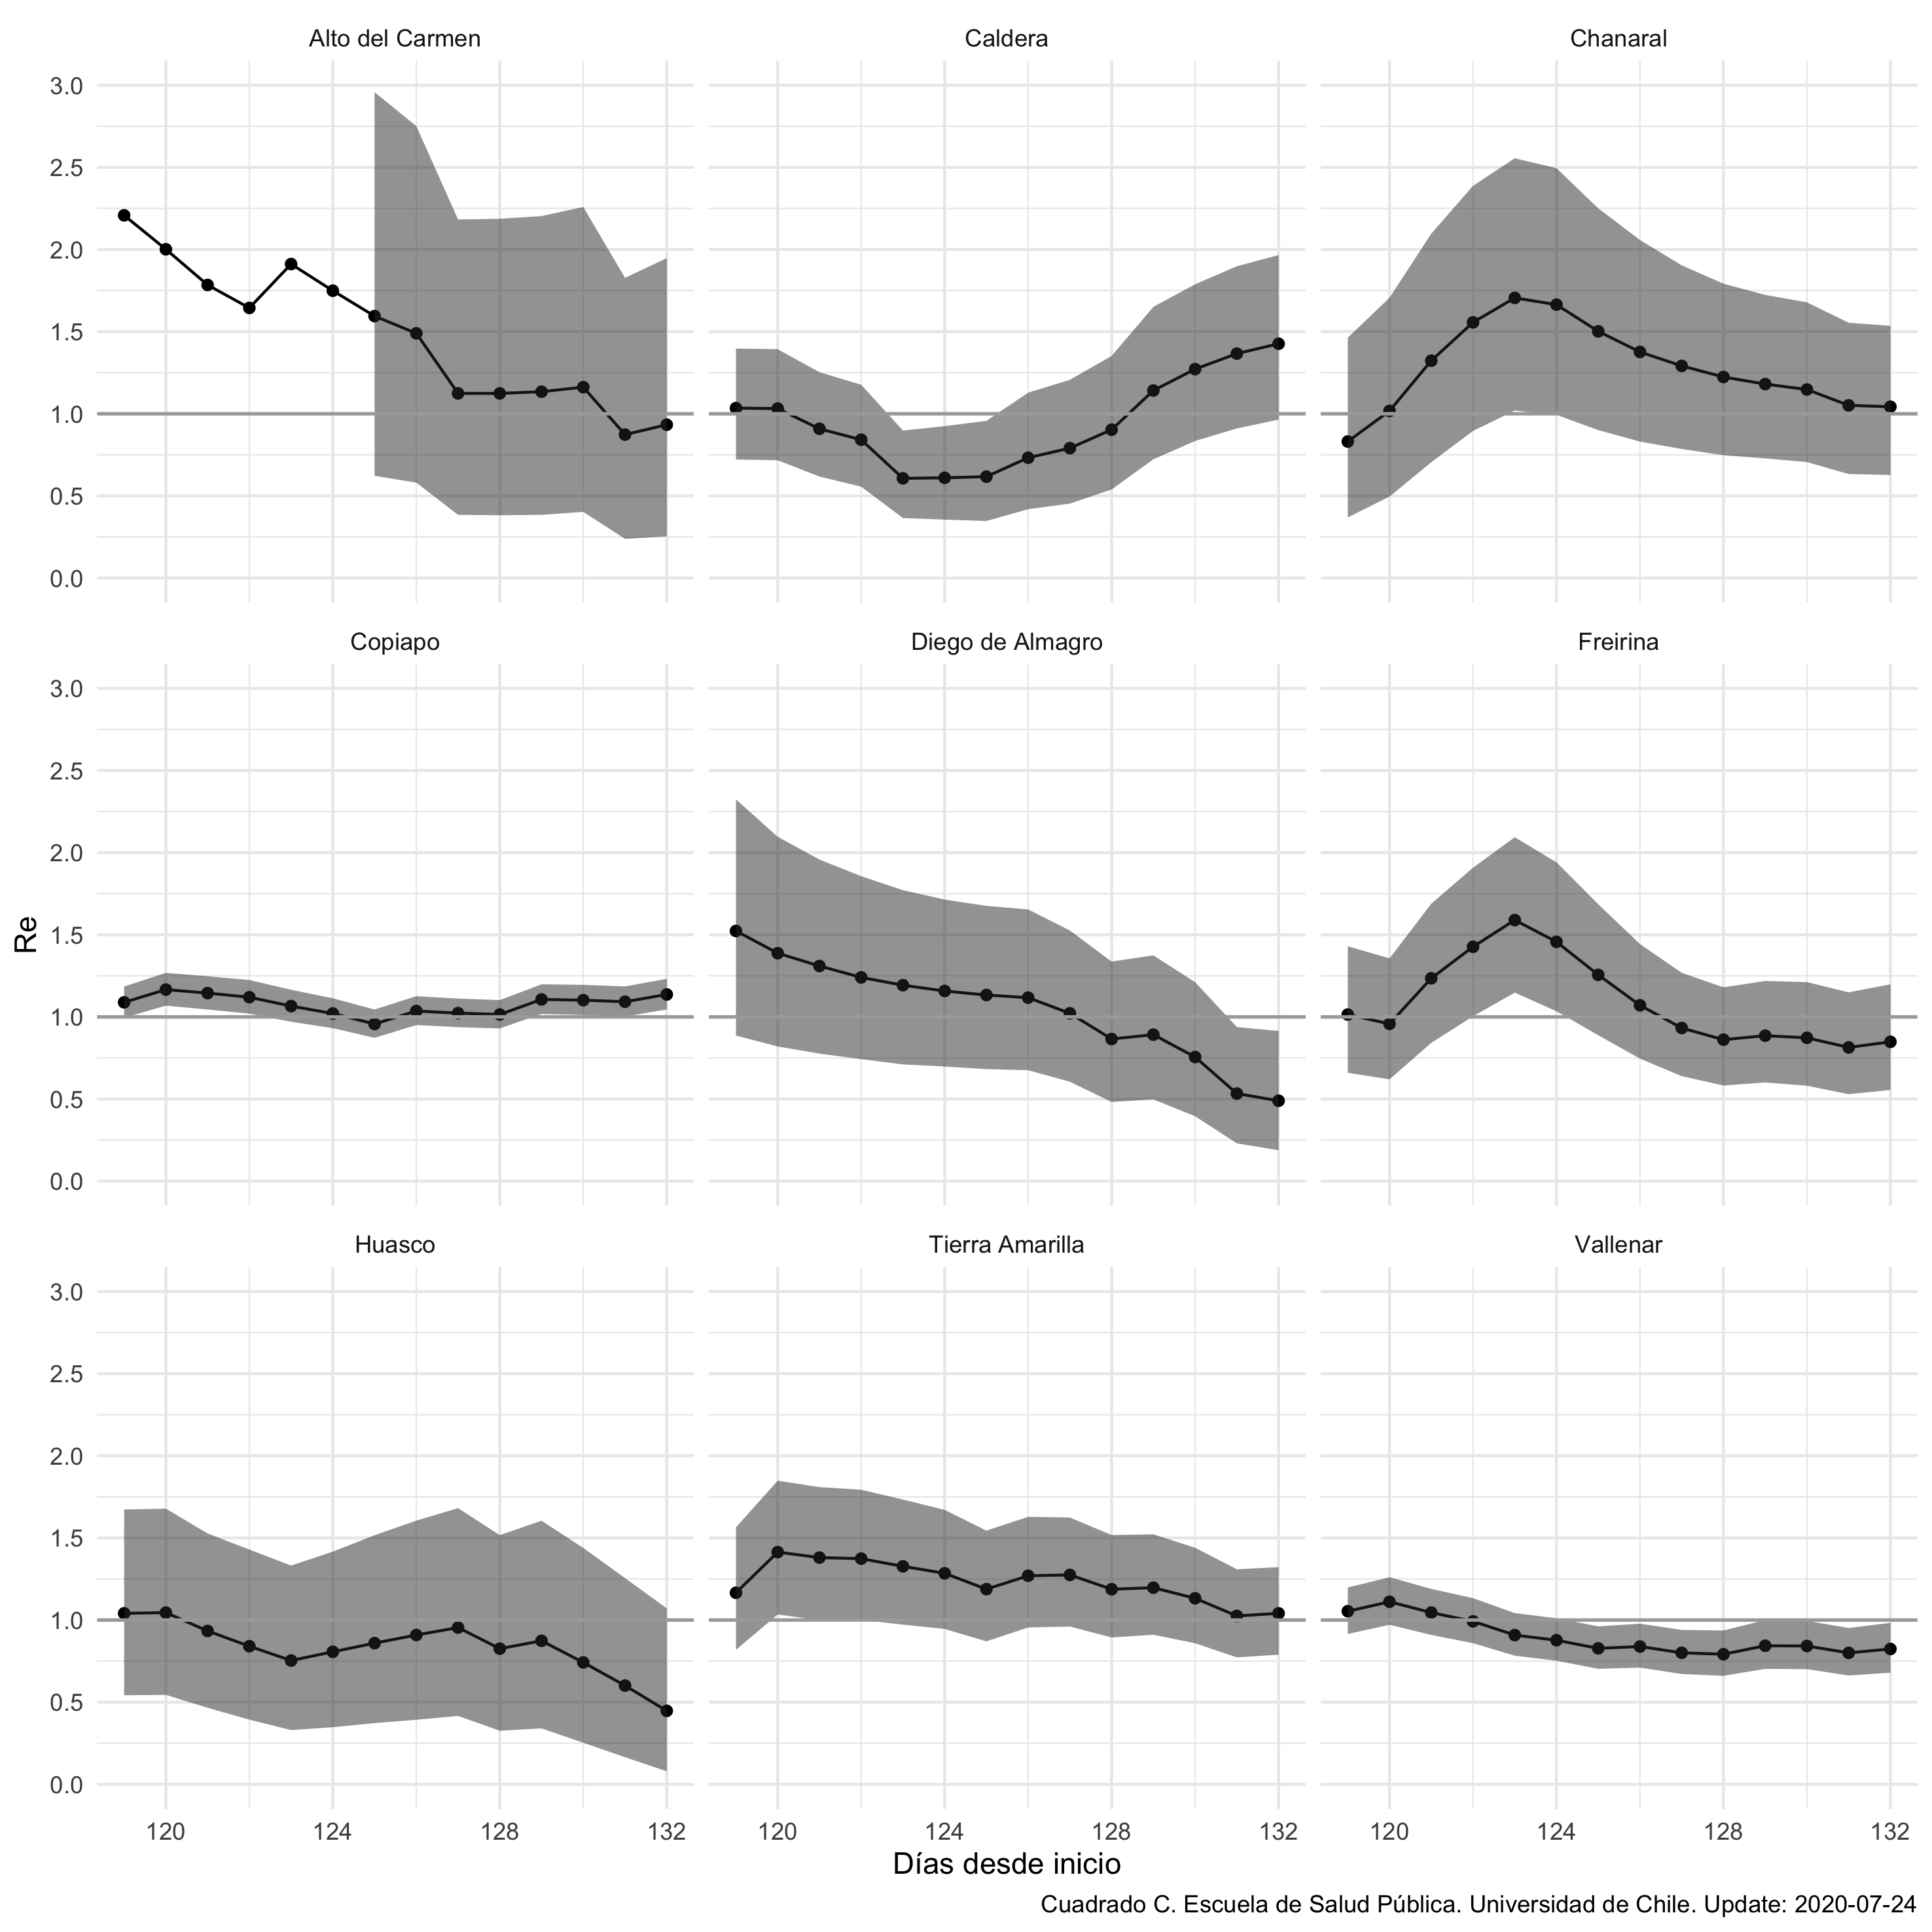 Alto del Carmen
Caldera
Chanaral
3.0
2.5
2.0
1.5
1.0
0.5
0.0
Copiapo
Diego de Almagro
Freirina
3.0
2.5
2.0
1.5
1.0
0.5
0.0
Re
Huasco
Tierra Amarilla
Vallenar
3.0
2.5
2.0
1.5
1.0
0.5
0.0
120 124 128 132
120 124 128 132
120 124 128 132
Días desde inicio
Cuadrado C. Escuela de Salud Pública. Universidad de Chile. Update: 2020-07-24